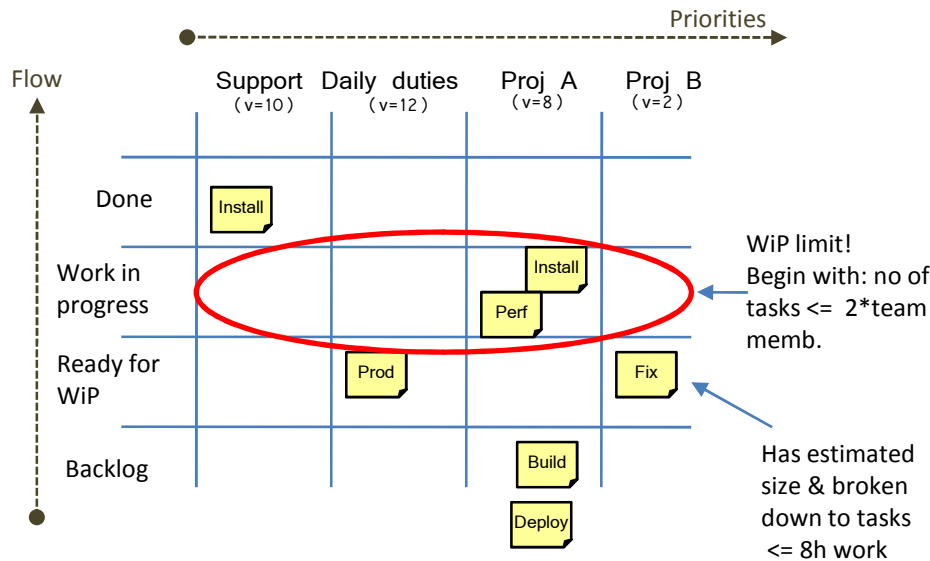 Priorities
Flow
Support Daily duties Proj A Proj B
(v=10) (v=12) (v=8) (v=2)
Done
Install
Work in
progress
Install
Perf
WiP limit!
Begin with: no of
tasks <= 2*team
memb.
Ready for
WiP
Prod
Fix
Backlog
Build
Deploy
Has estimated
size & broken
down to tasks
<= 8h work